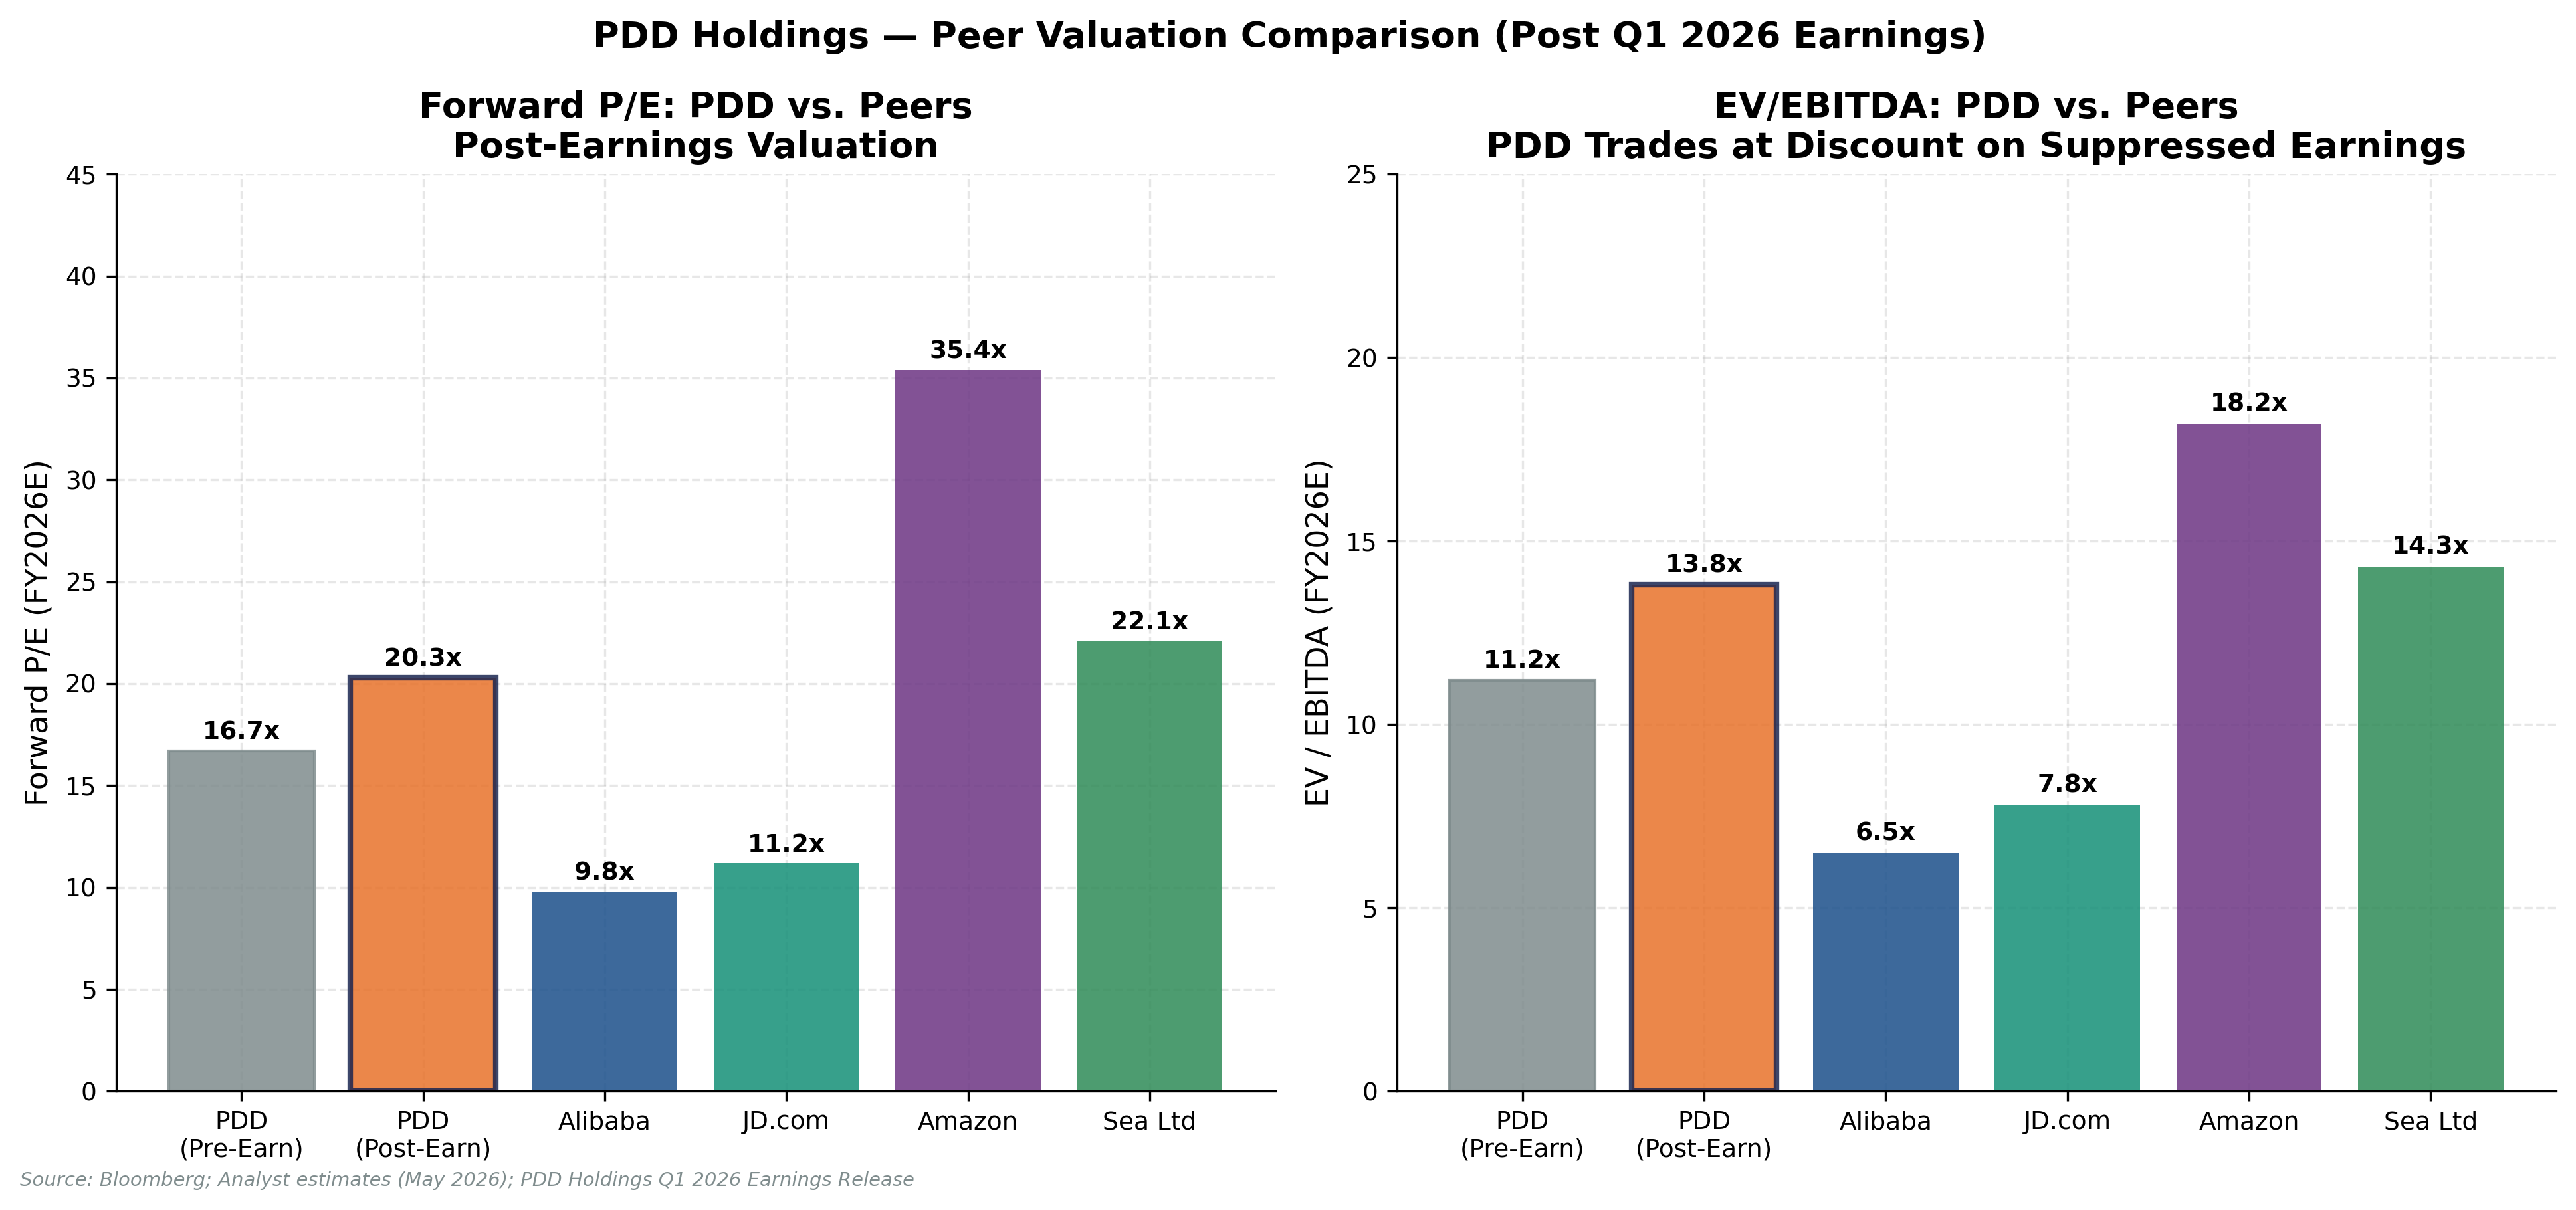 PDD Holdings — Peer Valuation Comparison (Post Q1 2026 Earnings)
Forward P/E: PDD vs. Peers
Post-Earnings Valuation
Forward P/E (FY2026E)
45
40
35
30
25
20
15
10
5
0
16.7x
20.3x
9.8x
11.2x
35.4x
22.1x
PDD
(Pre-Earn)
PDD
(Post-Earn)
Alibaba
JD.com
Amazon
Sea Ltd
EV/EBITDA: PDD vs. Peers
PDD Trades at Discount on Suppressed Earnings
EV / EBITDA (FY2026E)
25
20
15
10
5
0
11.2x
13.8x
6.5x
7.8x
18.2x
14.3x
PDD
(Pre-Earn)
PDD
(Post-Earn)
Alibaba
JD.com
Amazon
Sea Ltd
Source: Bloomberg; Analyst estimates (May 2026); PDD Holdings Q1 2026 Earnings Release